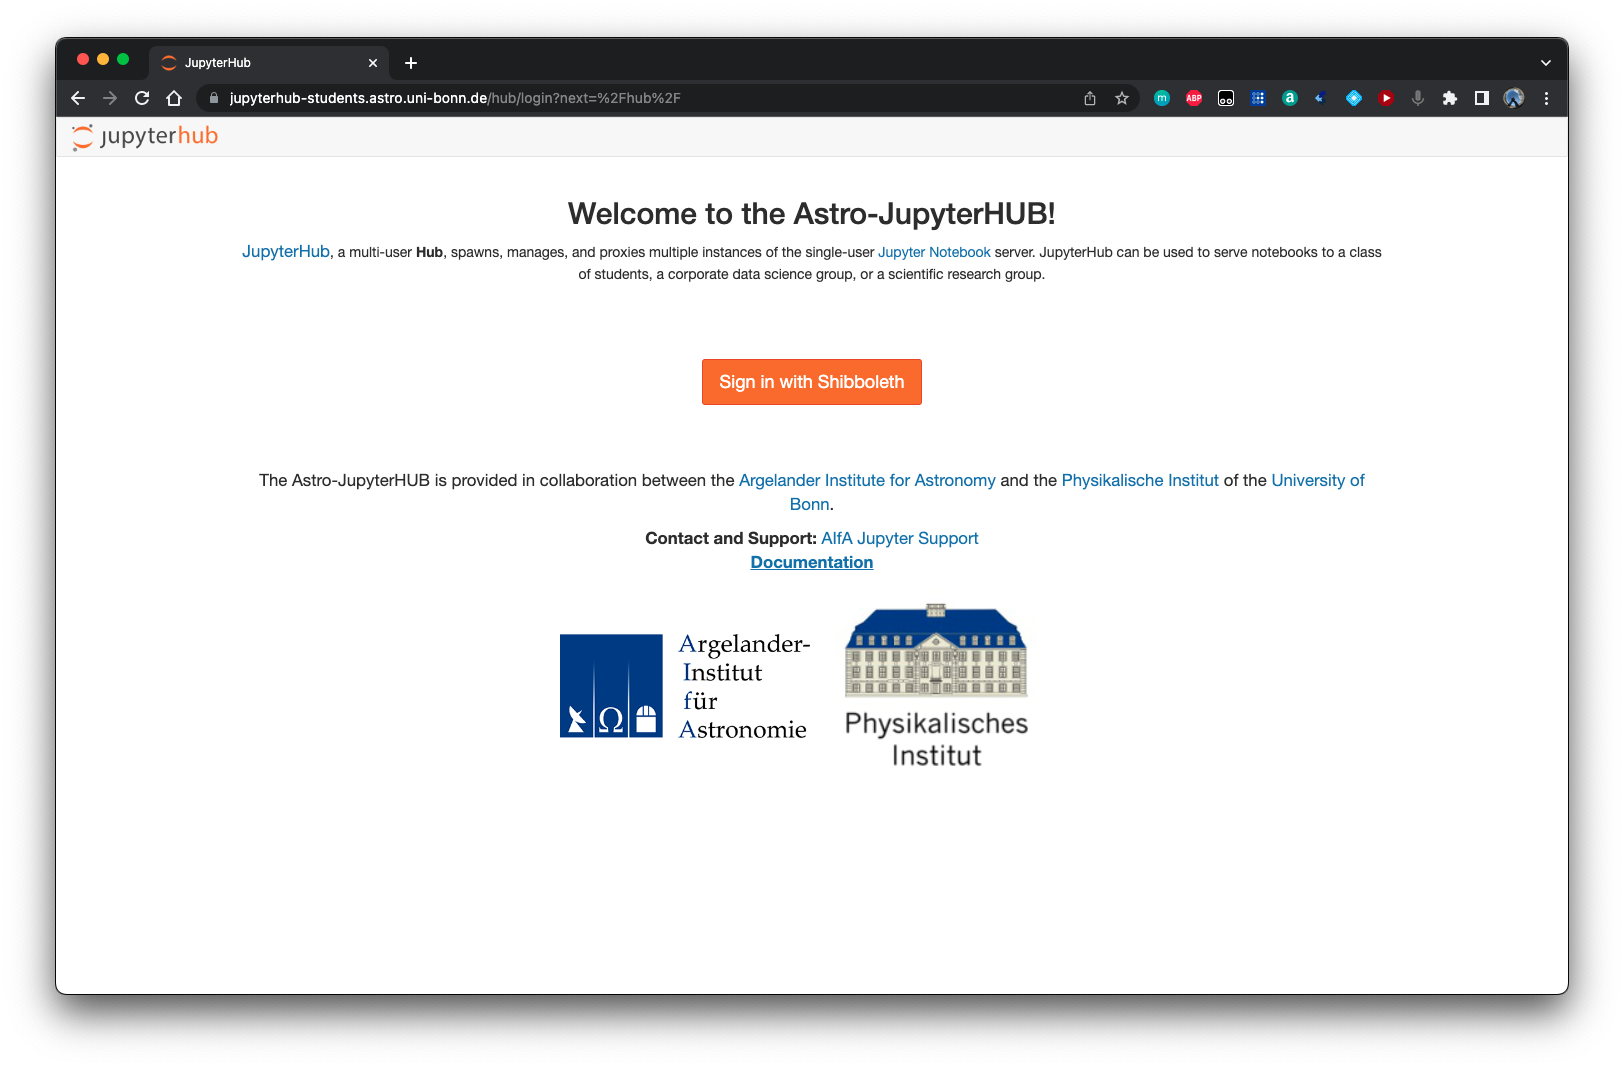 JupyterHub
jupyterhub-students.astro.uni-bonn.de/hub/login?next=%2Fhub%2F
m
ABP
a
jupyterhub
Welcome to the Astro-JupyterHUB!
JupyterHub, a multi-user Hub, spawns, manages, and proxies multiple instances of the single-user Jupyter Notebook server. JupyterHub can be used to serve notebooks to a class
of students, a corporate data science group, or a scientific research group.
Sign in with Shibboleth
The Astro-JupyterHUB is provided in collaboration between the Argelander Institute for Astronomy and the Physikalische Institut of the University of
Bonn.
Contact and Support: AIfA Jupyter Support
Documentation
Argelander-
Institut
für
Astronomie
Ω
Physikalisches
Institut